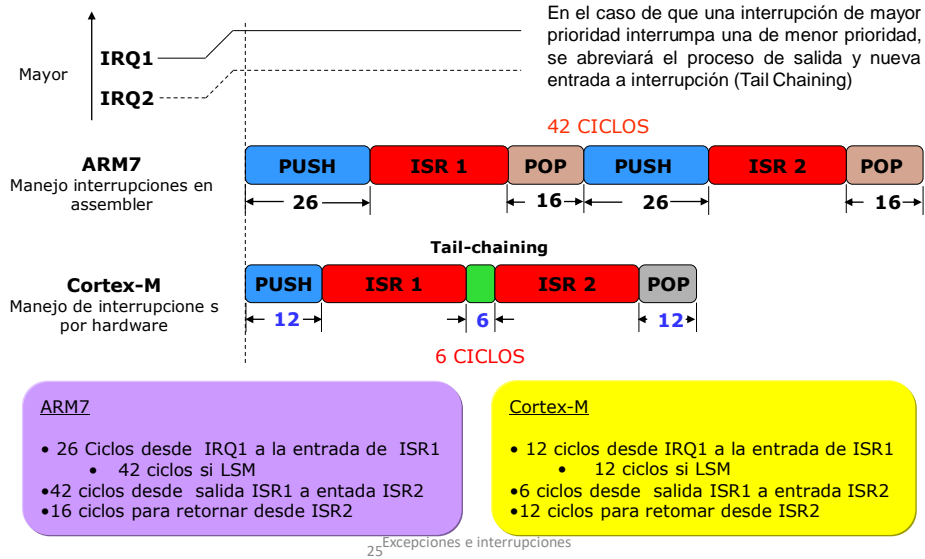 En el caso de que una interrupción de mayor
prioridad interrumpa una de menor prioridad,
se abreviará el proceso de salida y nueva
entrada a interrupción (Tail Chaining)
Mayor
IRQ1
IRQ2
42 CICLOS
ARM7
Manejo interrupciones en
assembler
PUSH
ISR 1
POP
PUSH
ISR 2
POP
26
16
26
16
Tail-chaining
Cortex-M
Manejo de interrupcione s
por hardware
PUSH
ISR 1
ISR 2
POP
12
6
12
6 CICLOS
ARM7
• 26 Ciclos desde IRQ1 a la entrada de ISR1
• 42 ciclos si LSM
•42 ciclos desde salida ISR1 a entada ISR2
•16 ciclos para retornar desde ISR2
Cortex-M
• 12 ciclos desde IRQ1 a la entrada de ISR1
• 12 ciclos si LSM
•6 ciclos desde salida ISR1 a entrada ISR2
•12 ciclos para retomar desde ISR2
25
Excepciones e interrupciones